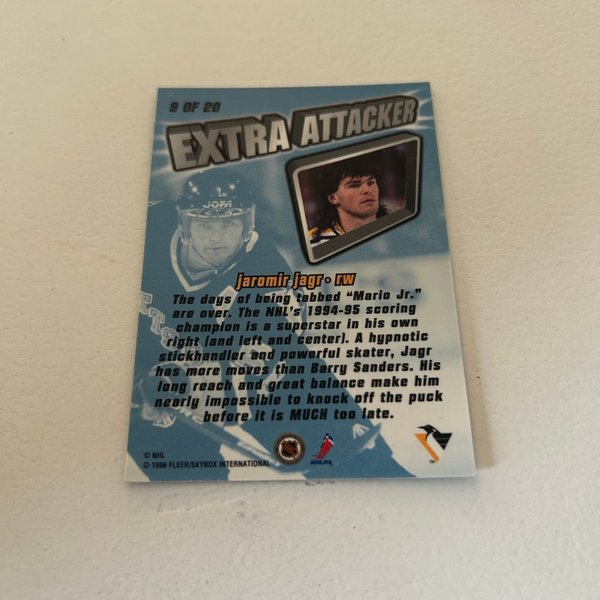 9 OF 20
EXTRA ATTACKER
JOFA
jaromir jagr • rw
The days of being tabbed “Mario Jr.”
are over. The NHL’s 1994-95 scoring
champion is a superstar in his own
right (and left and center). A hypnotic
stickhandler and powerful skater, Jagr
has more moves than Barry Sanders. His
long reach and great balance make him
nearly impossible to knock off the puck
before it is MUCH too late.
© NHL
© 1996 FLEER/SKYBOX INTERNATIONAL
NHLPA
TM